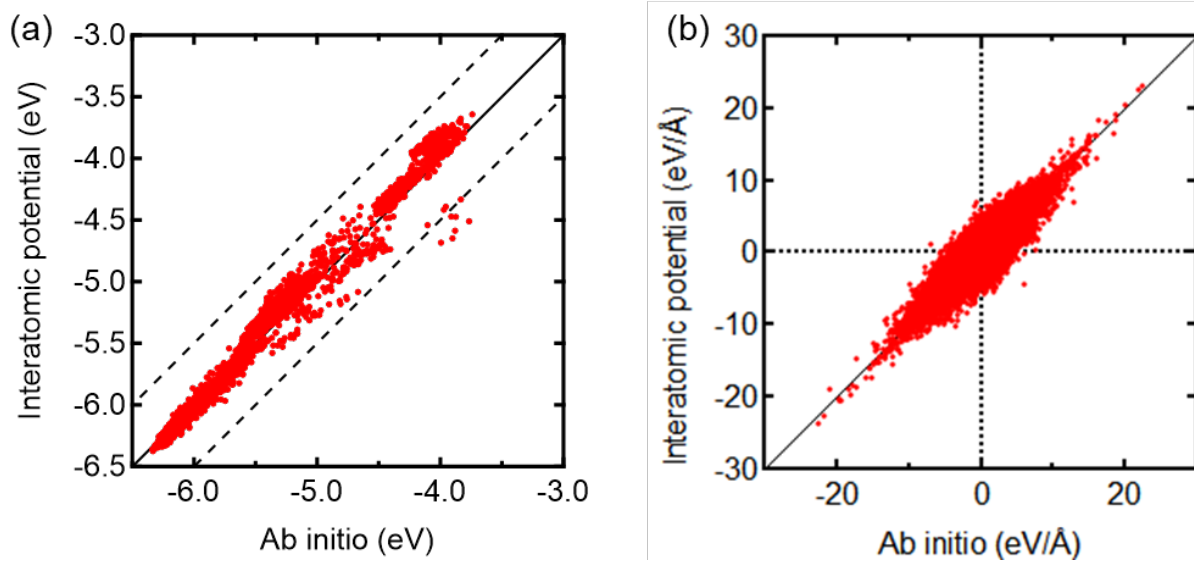 (a)
-3.0
-3.5
-4.0
-4.5
-5.0
-5.5
-6.0
-6.5
Interatomic potential (eV)
-6.0 -5.0 -4.0 -3.0
Ab initio (eV)
(b)
30
20
10
0
-10
-20
-30
Interatomic potential (eV/Å)
-20 0 20
Ab initio (eV/Å)